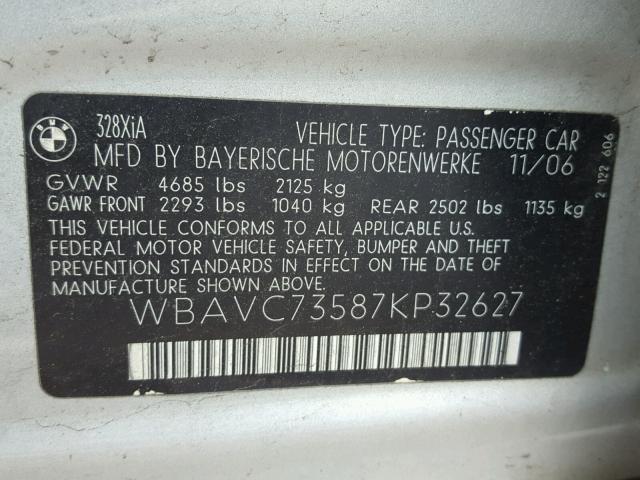 BMW
328XiA
VEHICLE TYPE: PASSENGER CAR
MFD BY BAYERISCHE MOTORENWERKE 11/06
GVWR 4685 lbs 2125 kg
GAWR FRONT 2293 lbs 1040 kg REAR 2502 lbs 1135 kg
THIS VEHICLE CONFORMS TO ALL APPLICABLE U.S.
FEDERAL MOTOR VEHICLE SAFETY, BUMPER AND THEFT
PREVENTION STANDARDS IN EFFECT ON THE DATE OF
MANUFACTURE SHOWN ABOVE.
WBAVC73587KP32627
2 122 606